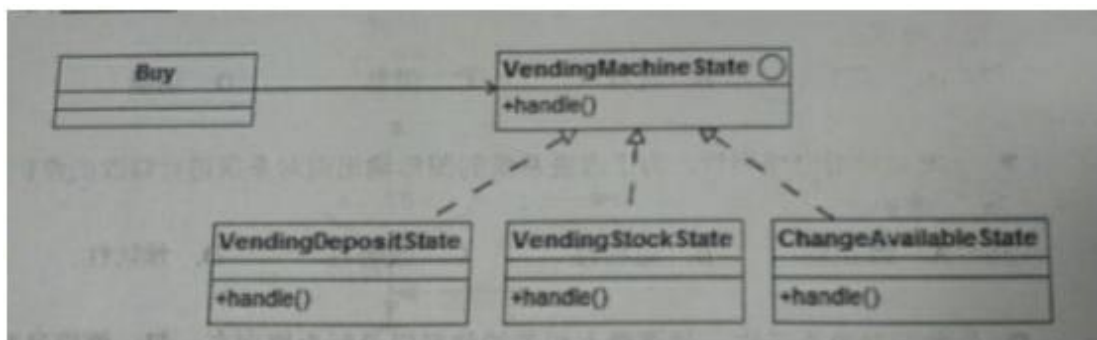 Buy
VendingMachineState
+handle()
VendingDepositState
VendingStockState
ChangeAvailableState
+handle()
+handle()
+handle()